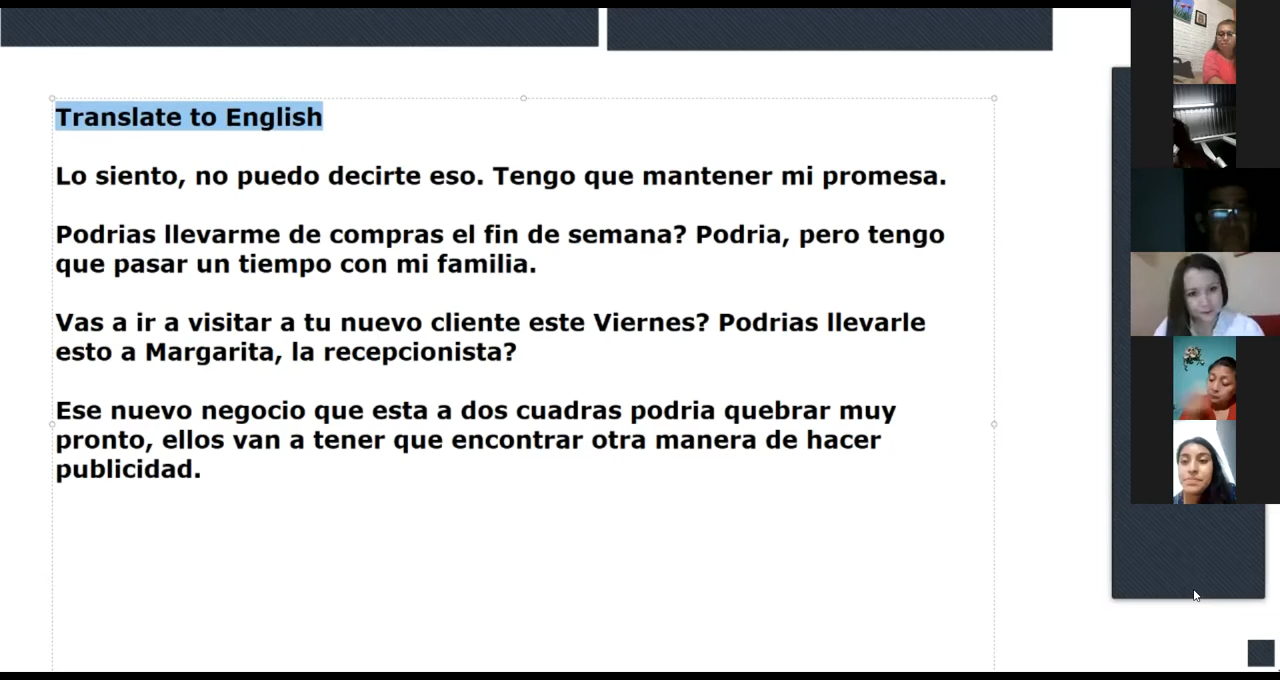 Translate to English
Lo siento, no puedo decirte eso. Tengo que mantener mi promesa.
Podrias llevarme de compras el fin de semana? Podria, pero tengo
que pasar un tiempo con mi familia.
Vas a ir a visitar a tu nuevo cliente este Viernes? Podrias llevarle
esto a Margarita, la recepcionista?
Ese nuevo negocio que esta a dos cuadras podria quebrar muy
pronto, ellos van a tener que encontrar otra manera de hacer
publicidad.